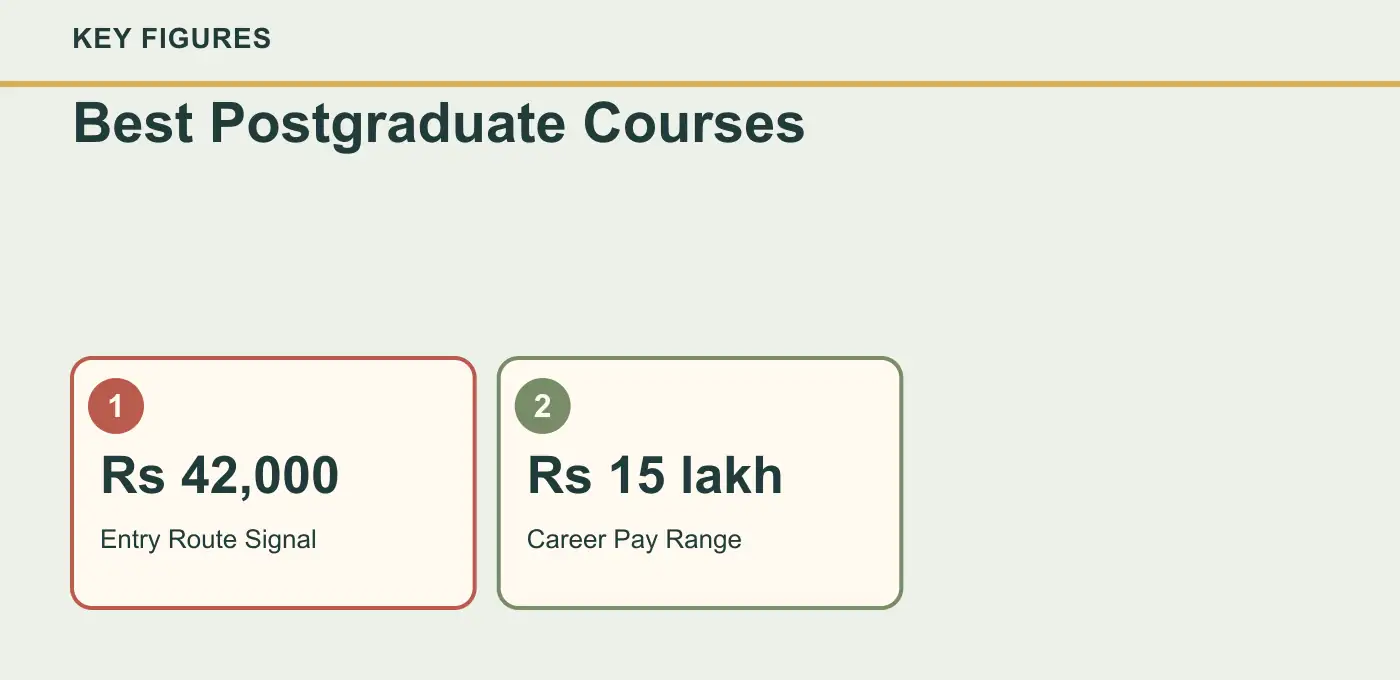 KEY FIGURES
Best Postgraduate Courses
1
Rs 42,000
Entry Route Signal
2
Rs 15 lakh
Career Pay Range